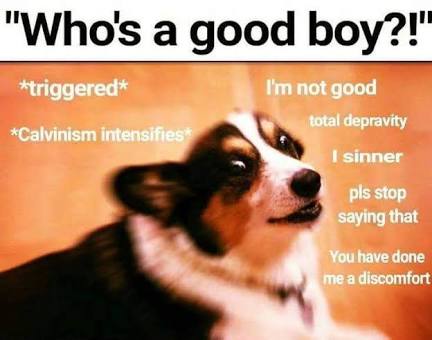 "Who's a good boy?!"
*triggered*
I'm not good
total depravity
*Calvinism intensifies*
I sinner
pls stop
saying that
You have done
me a discomfort